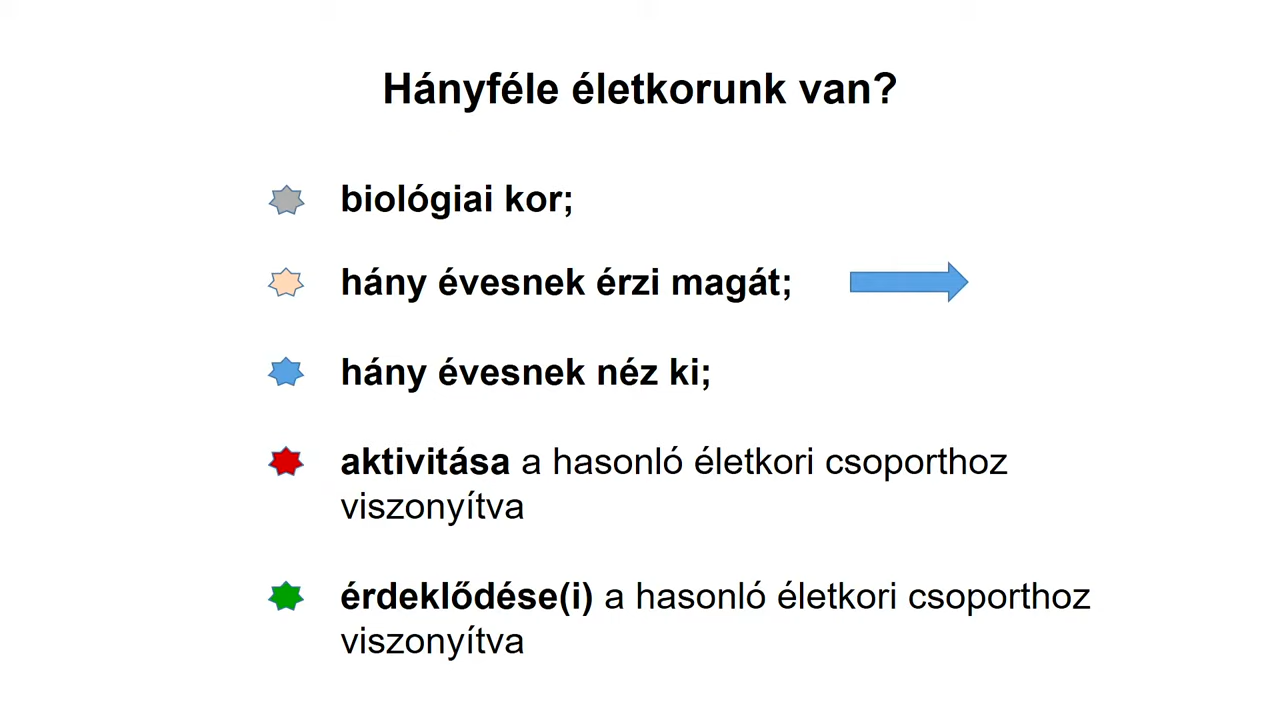 Hányféle életkorunk van?
biológiai kor;
hány évesnek érzi magát;
hány évesnek néz ki;
aktivitása a hasonló életkori csoporthoz
viszonyítva
érdeklődése(i) a hasonló életkori csoporthoz
viszonyítva